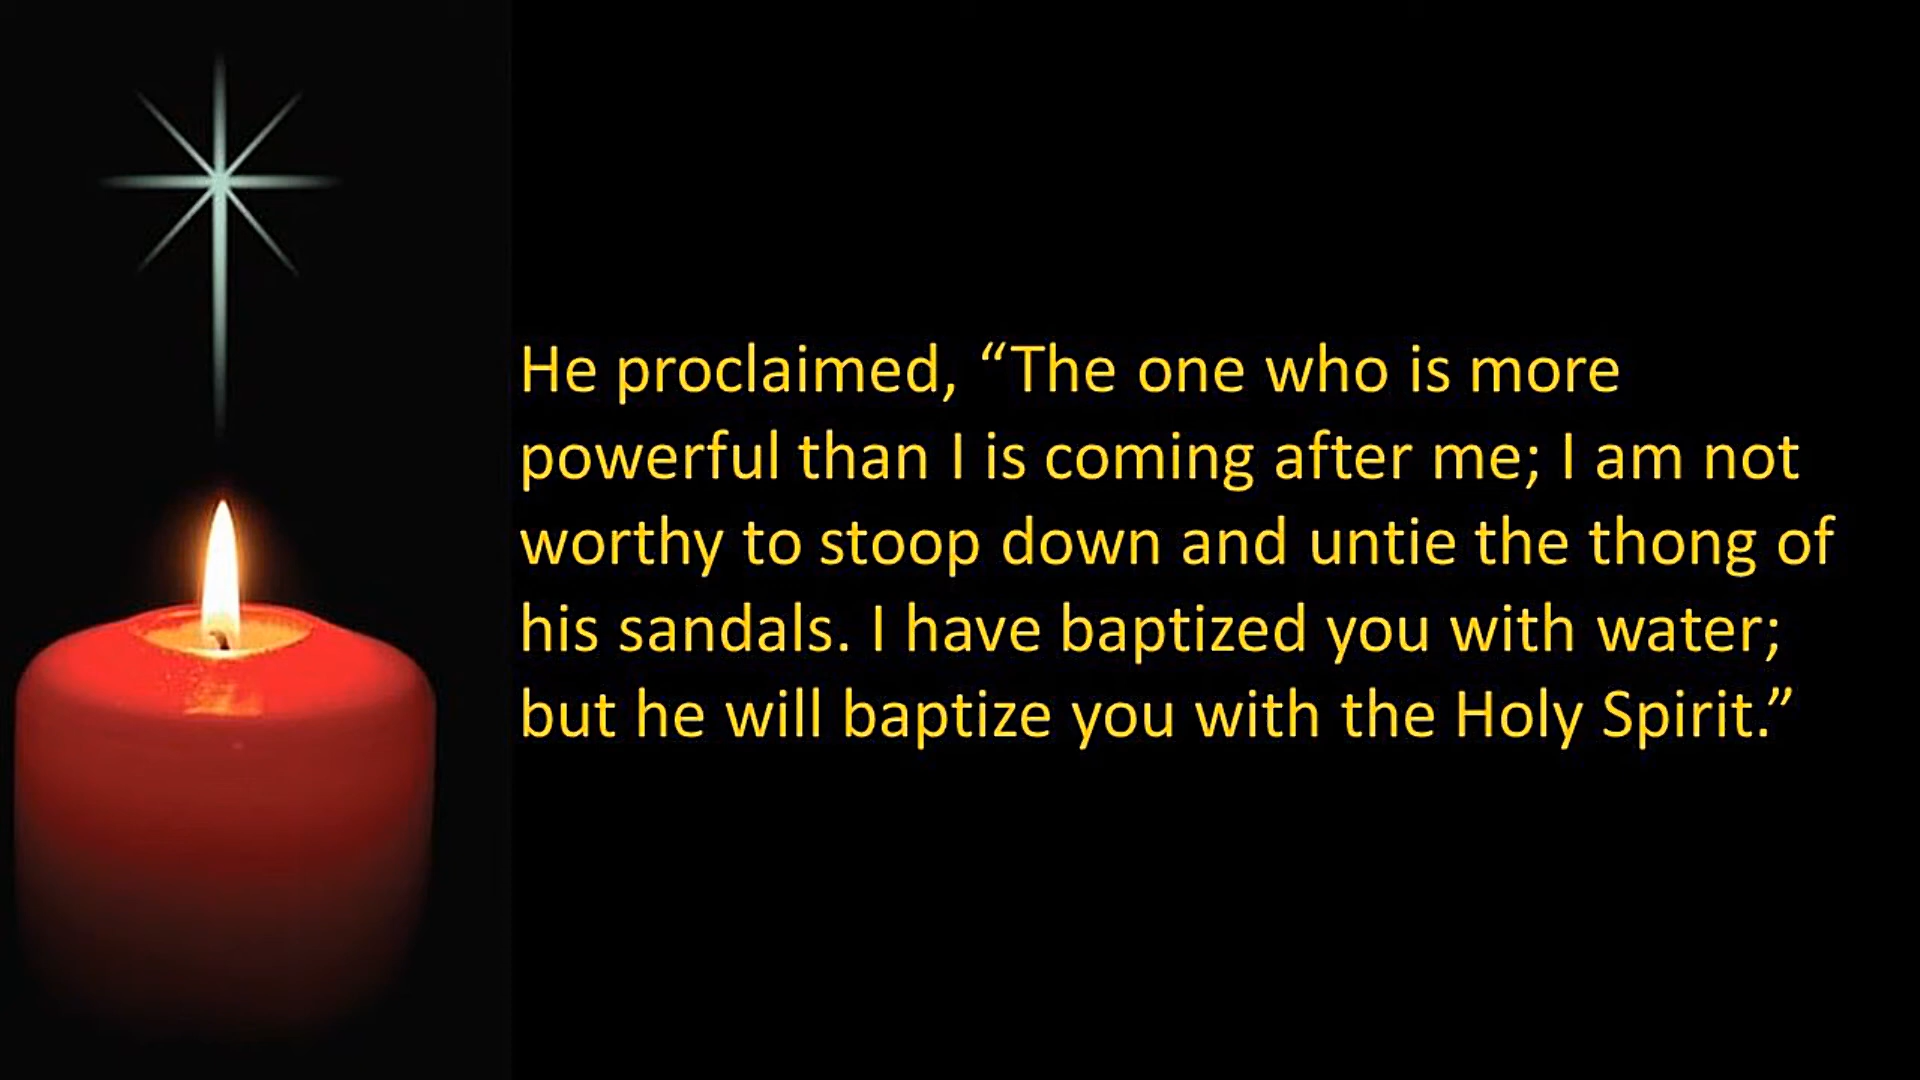 He proclaimed, “The one who is more
powerful than I is coming after me; I am not
worthy to stoop down and untie the thong of
his sandals. I have baptized you with water;
but he will baptize you with the Holy Spirit.”